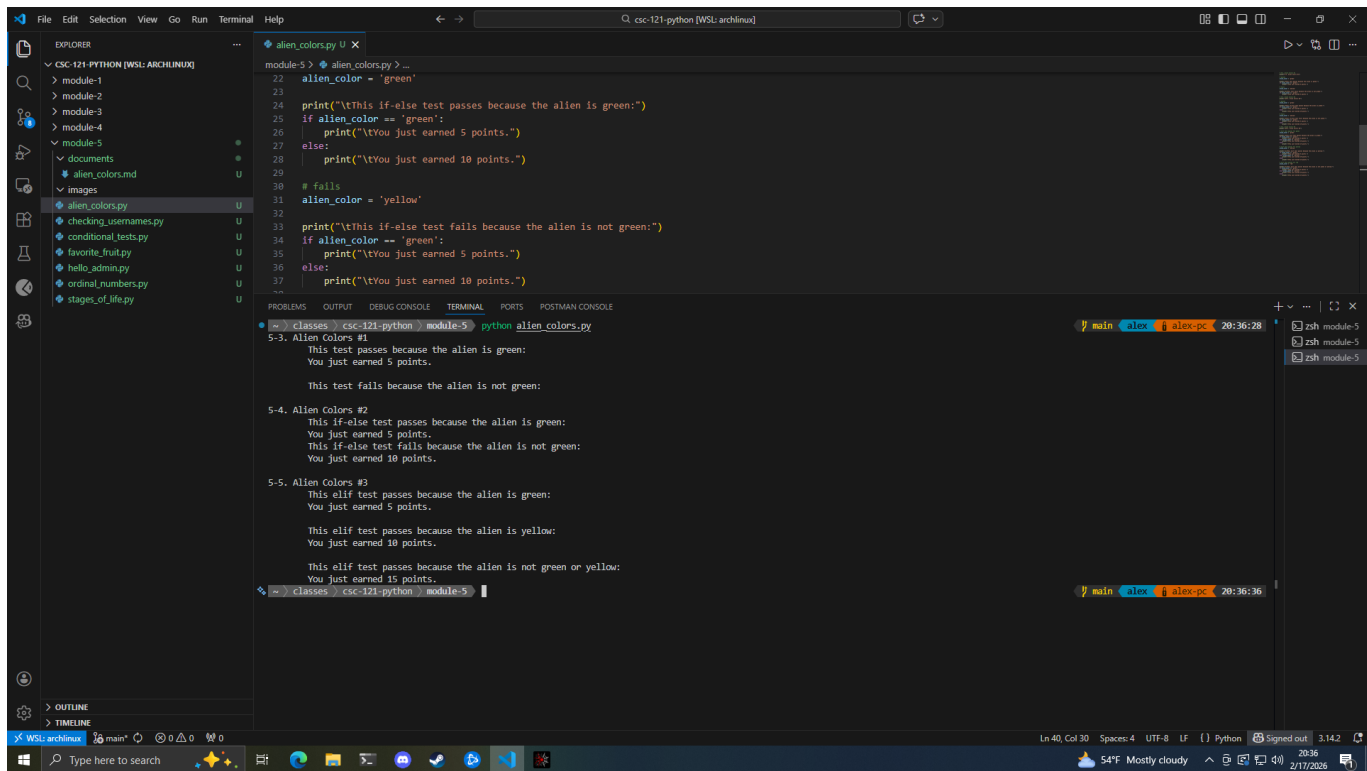 File Edit Selection View Go Run Terminal Help
csc-121-python [WSL: archlinux]
EXPLORER
CSC-121-PYTHON [WSL: ARCHLINUX]
module-1
module-2
module-3
module-4
module-5
documents
alien_colors.md U
images
alien_colors.py U
checking_usernames.py U
conditional_tests.py U
favorite_fruit.py U
hello_admin.py U
ordinal_numbers.py U
stages_of_life.py U
OUTLINE
TIMELINE
alien_colors.py U
module-5 > alien_colors.py > ...
22 alien_color = 'green'
23
24 print("\tThis if-else test passes because the alien is green:")
25 if alien_color == 'green':
26 print("\tYou just earned 5 points.")
27 else:
28 print("\tYou just earned 10 points.")
29
30 # fails
31 alien_color = 'yellow'
32
33 print("\tThis if-else test fails because the alien is not green:")
34 if alien_color == 'green':
35 print("\tYou just earned 5 points.")
36 else:
37 print("\tYou just earned 10 points.")
PROBLEMS OUTPUT DEBUG CONSOLE TERMINAL PORTS POSTMAN CONSOLE
~ classes csc-121-python module-5 python alien_colors.py main alex alex-pc 20:36:28
5-3. Alien Colors #1
This test passes because the alien is green:
You just earned 5 points.
This test fails because the alien is not green:
5-4. Alien Colors #2
This if-else test passes because the alien is green:
You just earned 5 points.
This if-else test fails because the alien is not green:
You just earned 10 points.
5-5. Alien Colors #3
This elif test passes because the alien is green:
You just earned 5 points.
This elif test passes because the alien is yellow:
You just earned 10 points.
This elif test passes because the alien is not green or yellow:
You just earned 15 points.
~ classes csc-121-python module-5 main alex alex-pc 20:36:36
zsh module-5
zsh module-5
zsh module-5
WSL: archlinux main* 0 0 0 Ln 40, Col 30 Spaces: 4 UTF-8 LF {} Python Signed out 3.14.2
Type here to search 54°F Mostly cloudy 20:36
2/17/2026